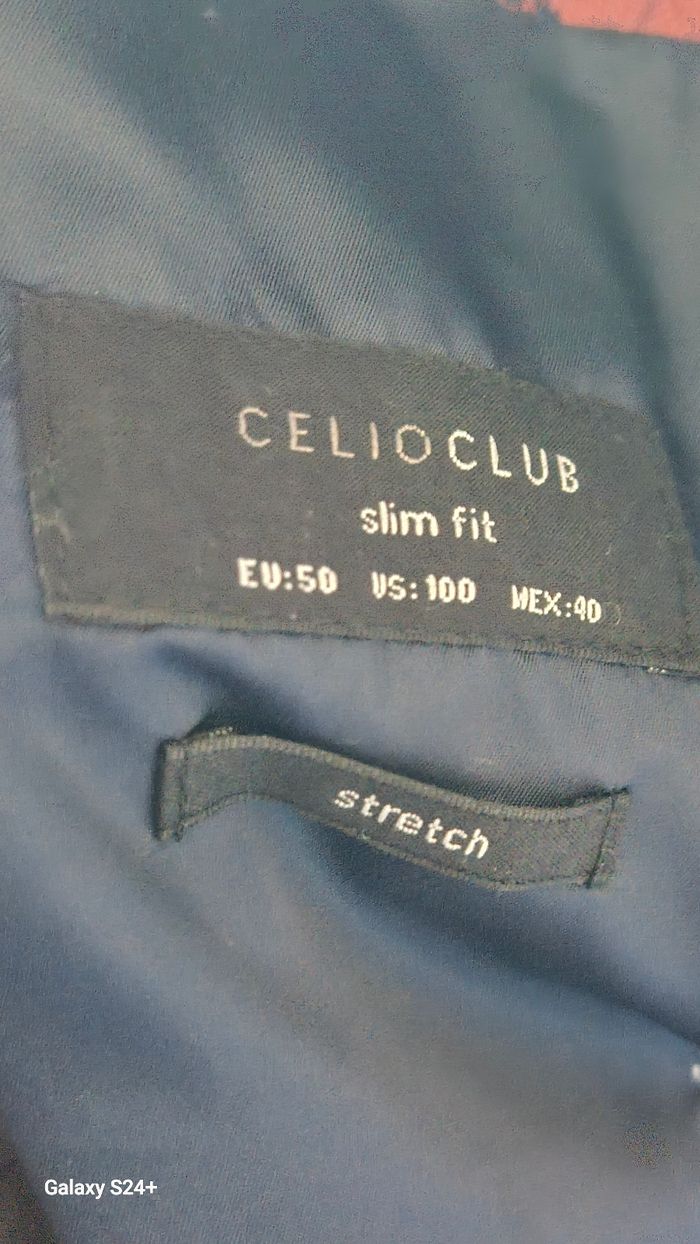 CELIOCLUB
slim fit
EU:50 US:100 MEX:40
stretch
Galaxy S24+